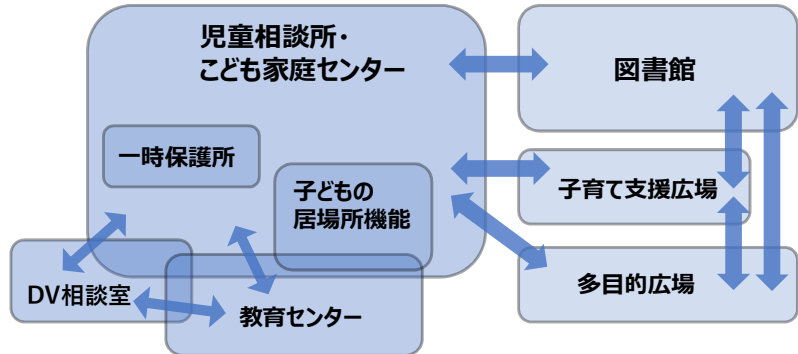 児童相談所・
こども家庭センター
図書館
一時保護所
子どもの
居場所機能
子育て支援広場
DV相談室
教育センター
多目的広場